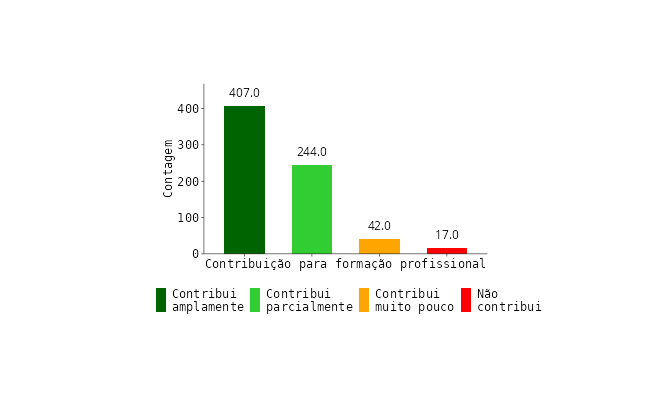 407.0
244.0
42.0
17.0
Contagem
400
300
200
100
0
Contribuição para formação profissional
Contribui
amplamente
Contribui
parcialmente
Contribui
muito pouco
Não
contribui